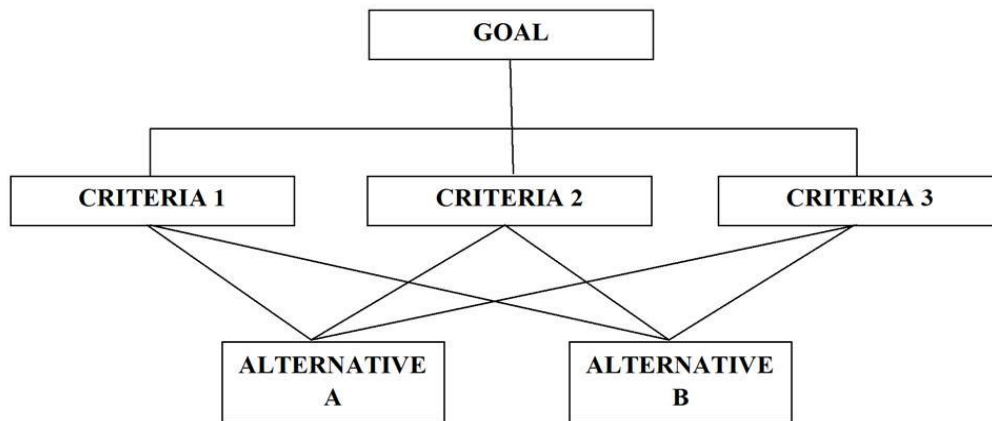 GOAL
CRITERIA 1
CRITERIA 2
CRITERIA 3
ALTERNATIVE
A
ALTERNATIVE
B